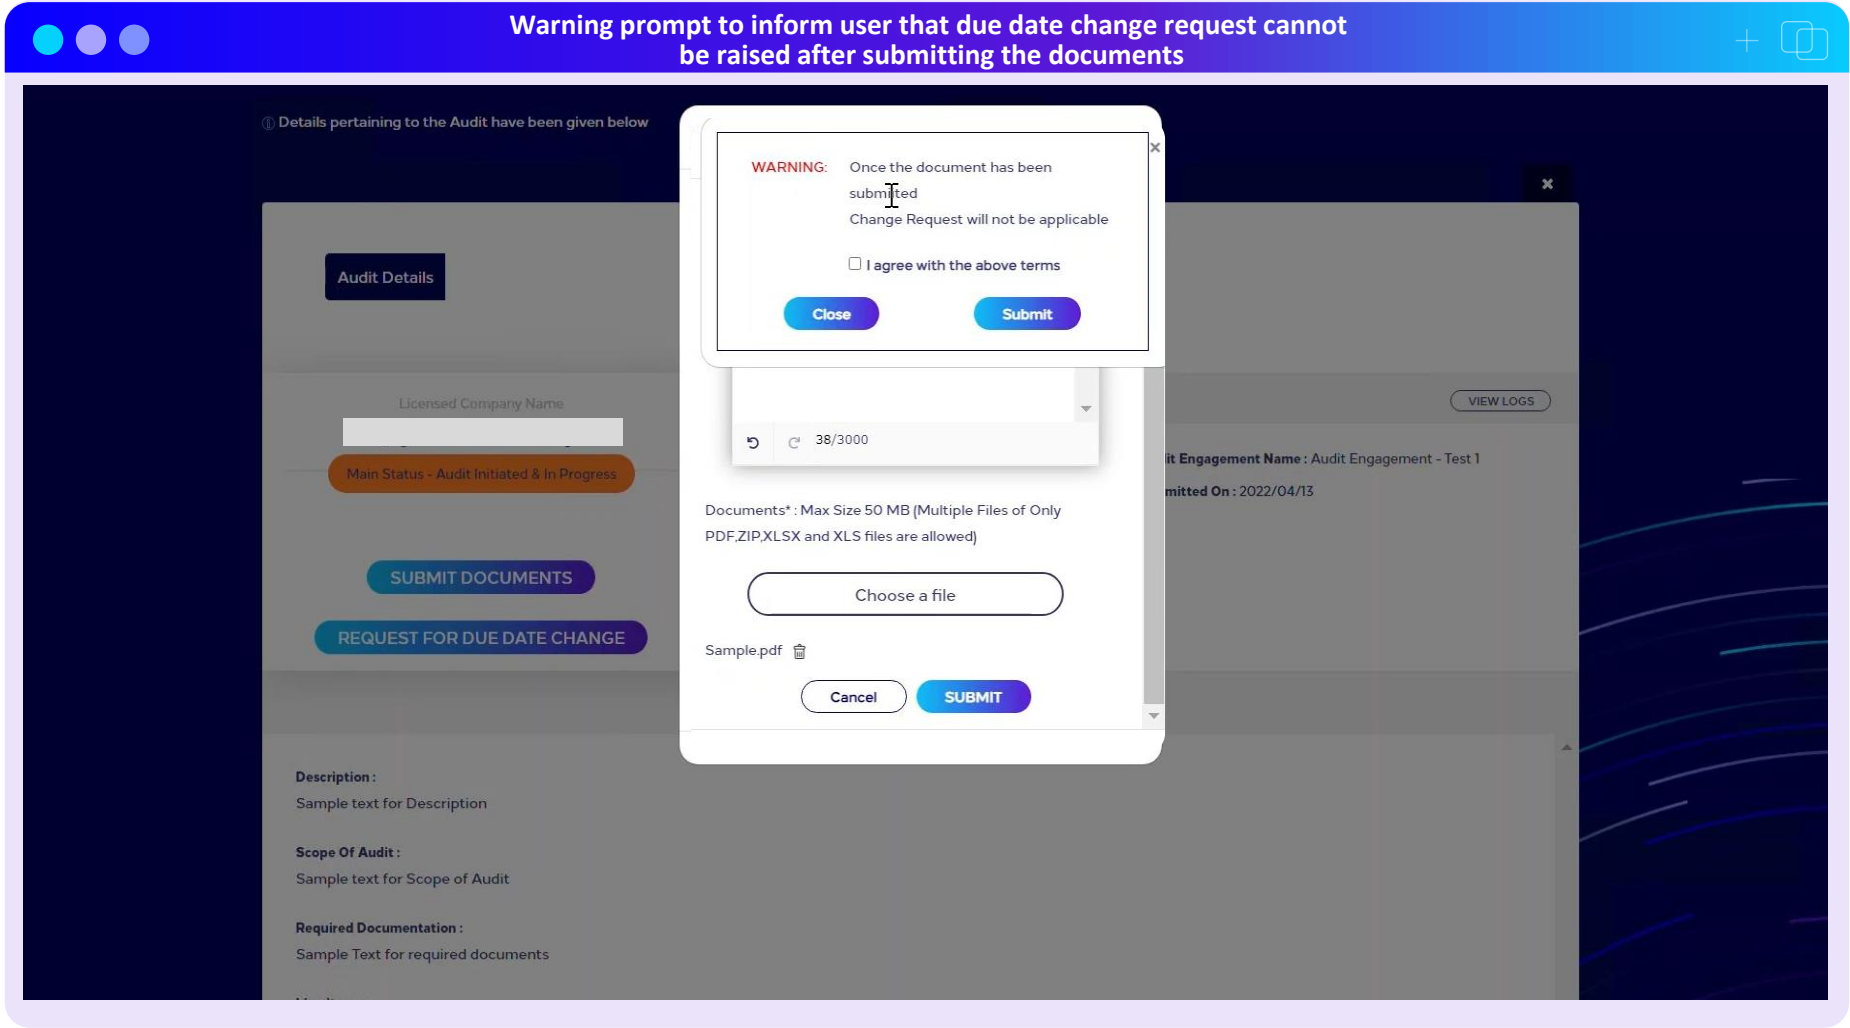 Warning prompt to inform user that due date change request cannot
be raised after submitting the documents
Details pertaining to the Audit have been given below
WARNING: Once the document has been
submitted
Change Request will not be applicable
I agree with the above terms
Close Submit
Audit Details
Licensed Company Name
VIEW LOGS
38/3000
Main Status - Audit Initiated & In Progress
it Engagement Name : Audit Engagement - Test 1
mitted On : 2022/04/13
Documents* : Max Size 50 MB (Multiple Files of Only
PDF,ZIP,XLSX and XLS files are allowed)
SUBMIT DOCUMENTS
Choose a file
REQUEST FOR DUE DATE CHANGE
Sample.pdf
Cancel SUBMIT
Description :
Sample text for Description
Scope Of Audit :
Sample text for Scope of Audit
Required Documentation :
Sample Text for required documents